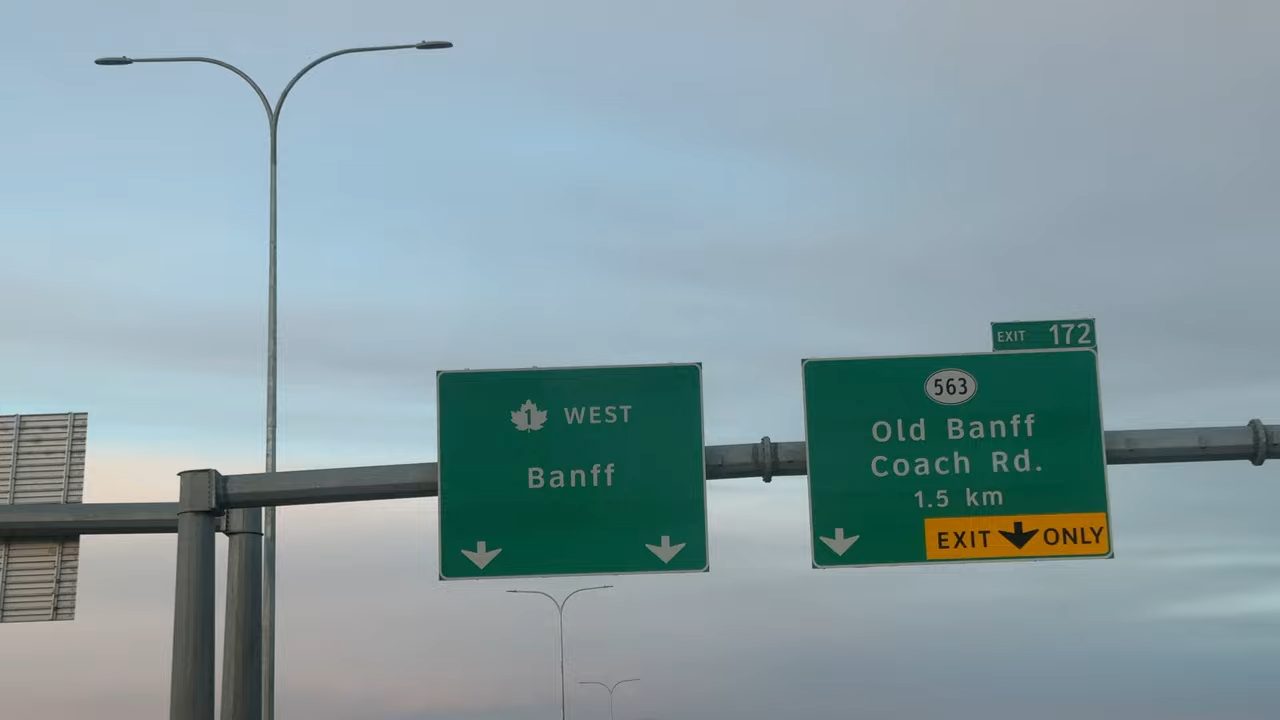 1 WEST
Banff
EXIT 172
563
Old Banff
Coach Rd.
1.5 km
EXIT ONLY